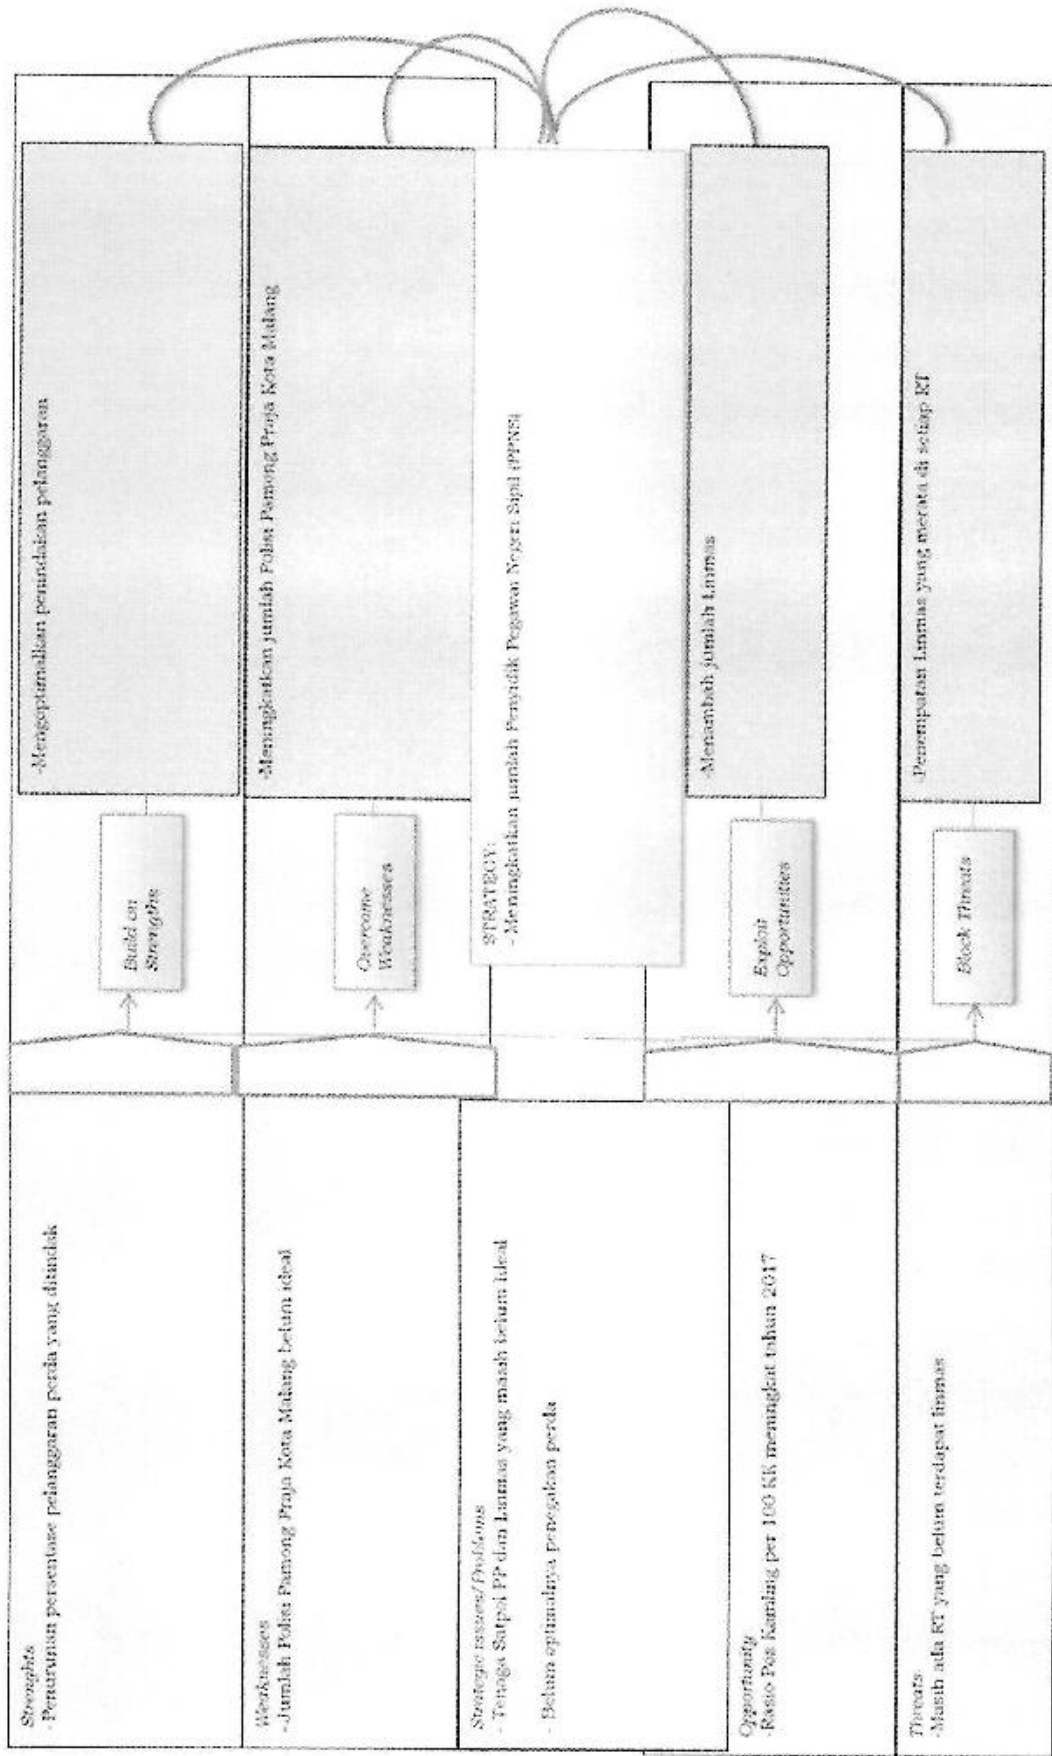 Strenghts
- Penurunan persentase pelanggaran perda yang ditindak
Weaknesses
- Jumlah Polisi Pamong Praja Kota Malang belum ideal
Strategic issues/Problems
- Tenaga Satpol PP dan Linmas yang masih belum ideal
- Belum optimalnya penegakan perda
Opportunity
- Rasio Pos Kamling per 100 KK meningkat tahun 2017
Threats
-Masih ada RT yang belum terdapat linmas
Build on
Strengths
Overcome
Weaknesses
STRATEGY:
- Meningkatkan jumlah Penyidik Pegawai Negeri Sipil (PPNS)
Exploit
Opportunities
Block Threats
-Mengoptimalkan penindakan pelanggaran
-Meningkatkan jumlah Polisi Pamong Praja Kota Malang
-Menambah jumlah Linmas
-Penempatan Linmas yang merata di setiap RT